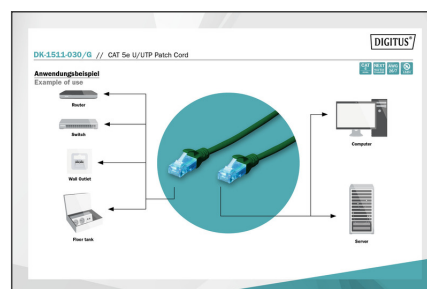 DIGITUS®
DK-1511-030/G // CAT 5e U/UTP Patch Cord
Anwendungsbeispiel
Example of use
Router
Switch
Wall Outlet
Floor tank
Computer
Server